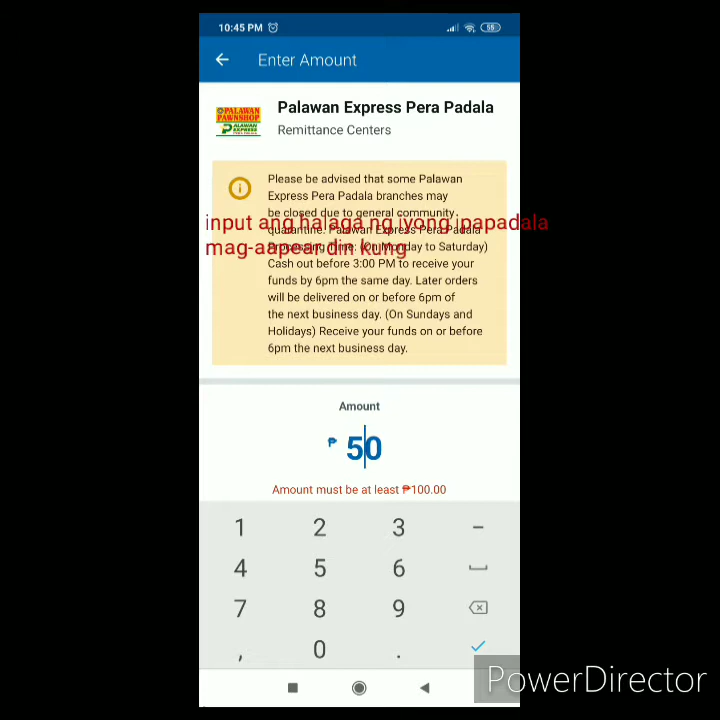 10:45 PM
55
Enter Amount
PALAWAN
PAWNSHOP
PALAWAN
EXPRESS
PERA PADALA
Palawan Express Pera Padala
Remittance Centers
Please be advised that some Palawan
Express Pera Padala branches may
be closed due to general community
input ang halaga ng iyong ipapadala
quarantine. Palawan Express Pera Padala
mag-aapear din kung
Processing Time: (On Monday to Saturday)
Cash out before 3:00 PM to receive your
funds by 6pm the same day. Later orders
will be delivered on or before 6pm of
the next business day. (On Sundays and
Holidays) Receive your funds on or before
6pm the next business day.
Amount
₱ 50
Amount must be at least ₱100.00
1 2 3 -
4 5 6
7 8 9
, 0 .
PowerDirector